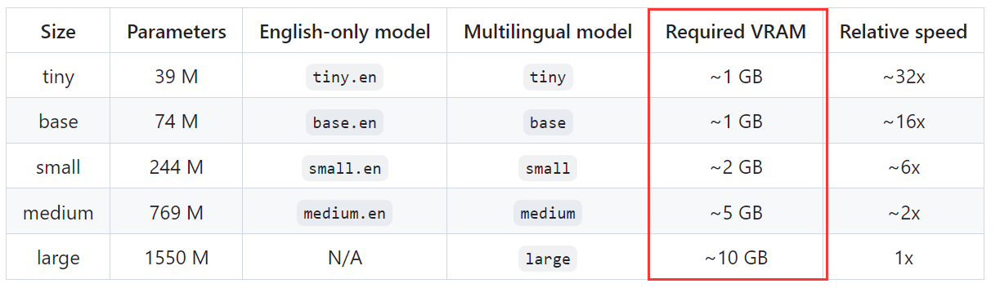 Size Parameters English-only model Multilingual model Required VRAM Relative speed
tiny 39 M tiny.en tiny ~1 GB ~32x
base 74 M base.en base ~1 GB ~16x
small 244 M small.en small ~2 GB ~6x
medium 769 M medium.en medium ~5 GB ~2x
large 1550 M N/A large ~10 GB 1x